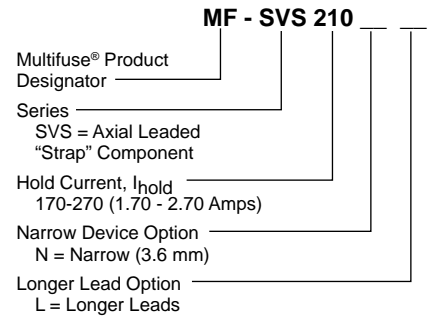 MF - SVS 210 __ __
Multifuse® Product
Designator
Series
SVS = Axial Leaded
“Strap” Component
Hold Current, Ihold
170-270 (1.70 - 2.70 Amps)
Narrow Device Option
N = Narrow (3.6 mm)
Longer Lead Option
L = Longer Leads